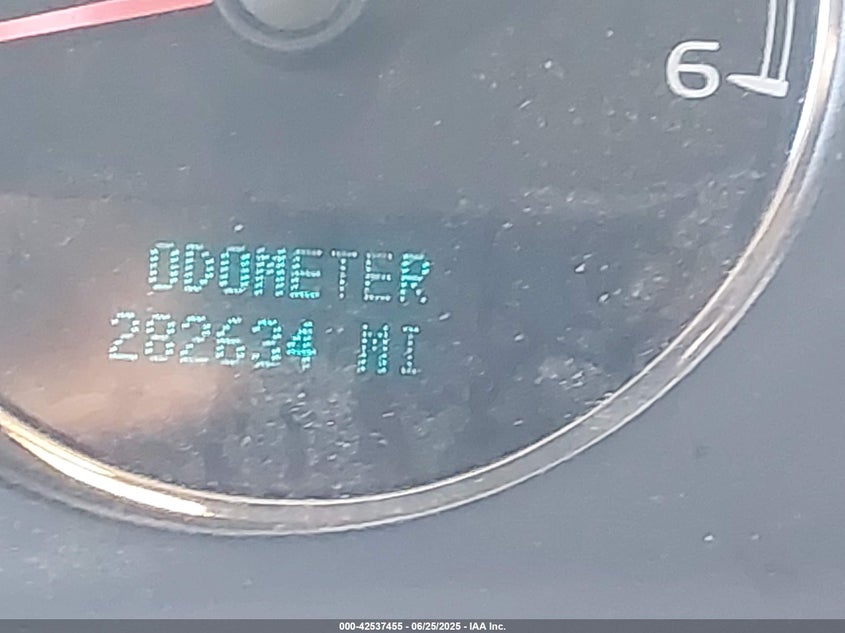 6
ODOMETER
282634 MI
000-42537455 - 06/25/2025 - IAA Inc.